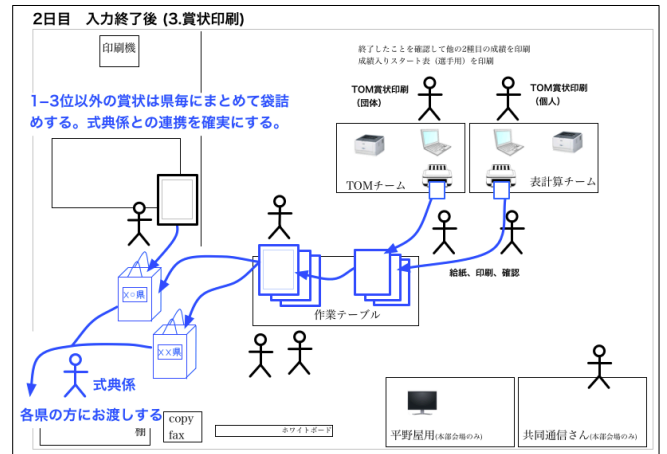 2日目　入力終了後 (3.賞状印刷)
印刷機
終了したことを確認して他の2種目の成績を印刷
成績入りスタート表（選手用）を印刷
1–3位以外の賞状は県毎にまとめて袋詰
めする。式典係との連携を確実にする。
TOM賞状印刷
（団体）
TOM賞状印刷
（個人）
TOMチーム
表計算チーム
給紙、印刷、確認
作業テーブル
x○県
x x 県
式典係
各県の方にお渡しする
棚
copy
fax
ホワイトボード
平野屋用(本部会場のみ)
共同通信さん(本部会場のみ)